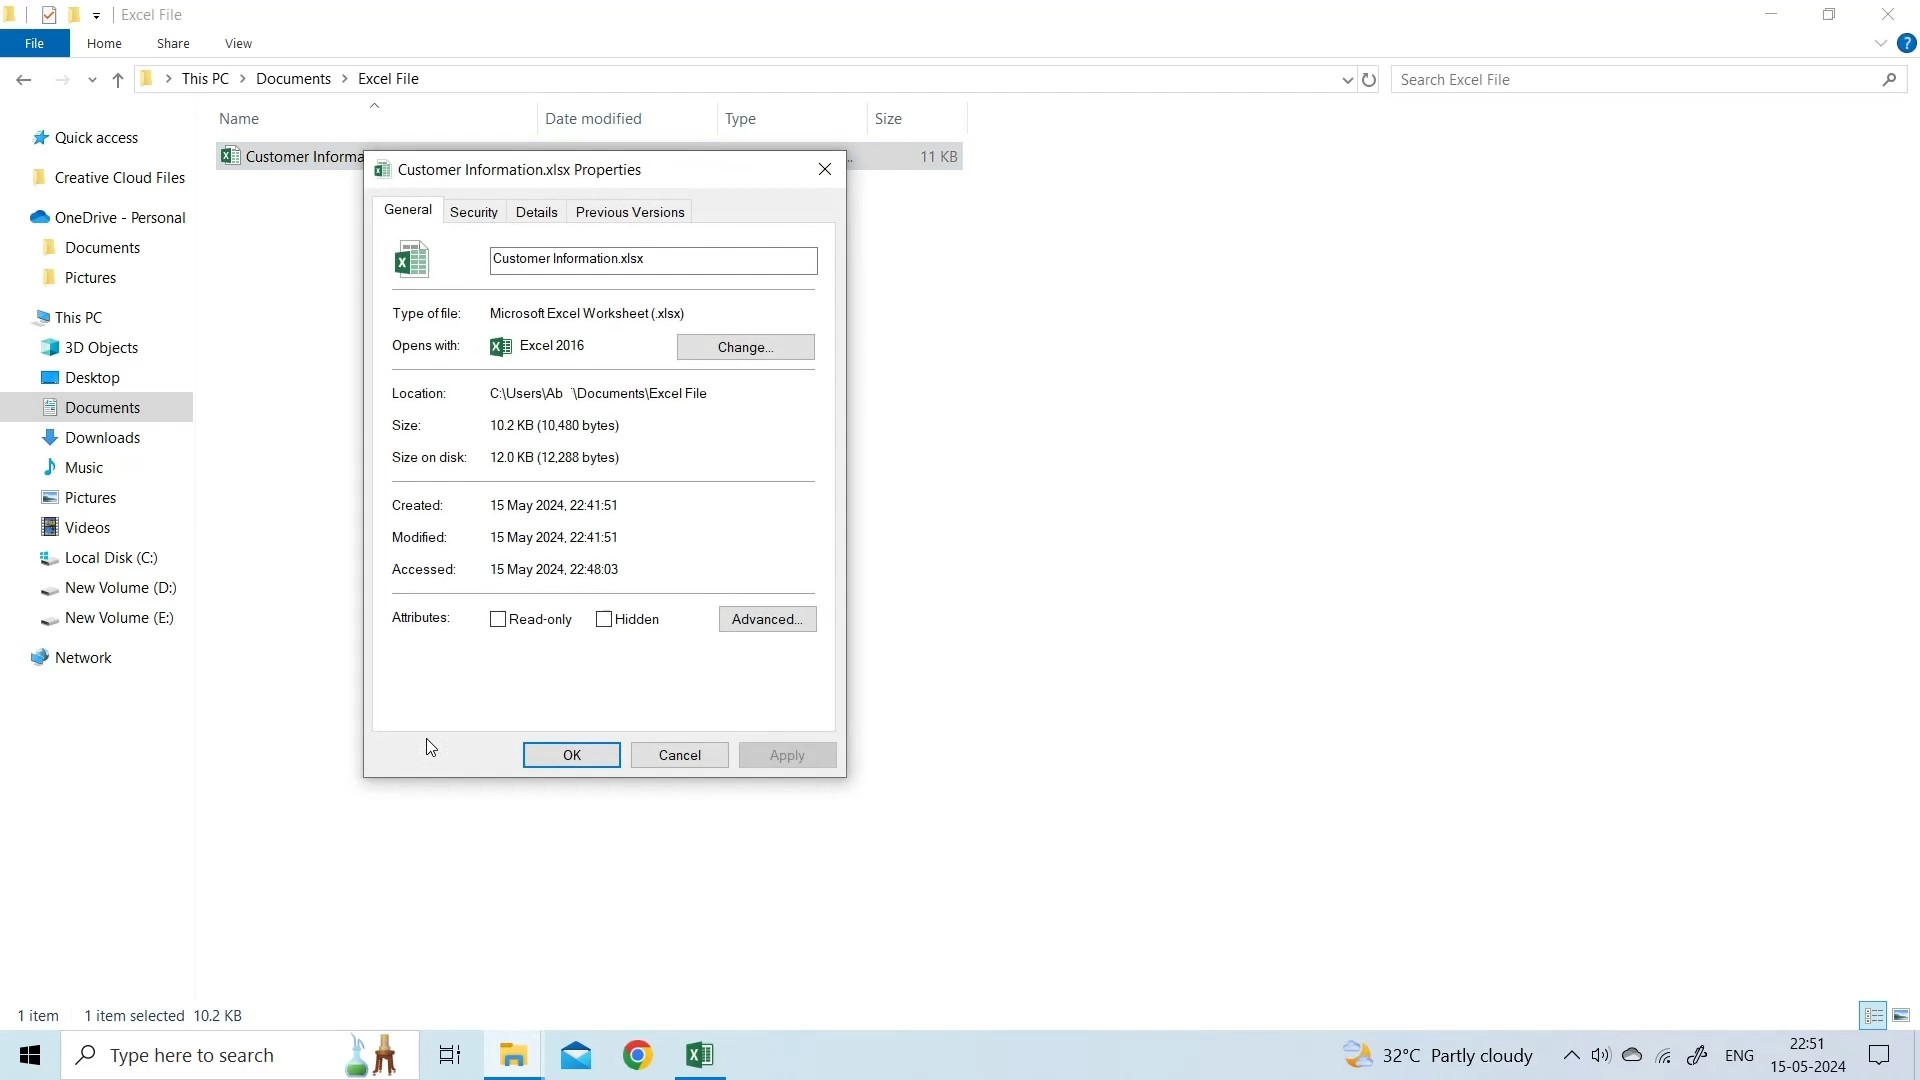 Excel File
File Home Share View
This PC Documents Excel File
Search Excel File
Name Date modified Type Size
Customer Informa .. 11 KB
Quick access
Creative Cloud Files
OneDrive - Personal
Documents
Pictures
This PC
3D Objects
Desktop
Documents
Downloads
Music
Pictures
Videos
Local Disk (C:)
New Volume (D:)
New Volume (E:)
Network
Customer Information.xlsx Properties
General Security Details Previous Versions
Customer Information.xlsx
Type of file: Microsoft Excel Worksheet (.xlsx)
Opens with: Excel 2016 Change...
Location: C:\Users\Ab \Documents\Excel File
Size: 10.2 KB (10,480 bytes)
Size on disk: 12.0 KB (12,288 bytes)
Created: 15 May 2024, 22:41:51
Modified: 15 May 2024, 22:41:51
Accessed: 15 May 2024, 22:48:03
Attributes: Read-only Hidden Advanced...
OK Cancel Apply
1 item 1 item selected 10.2 KB
Type here to search
32°C Partly cloudy
ENG
22:51
15-05-2024